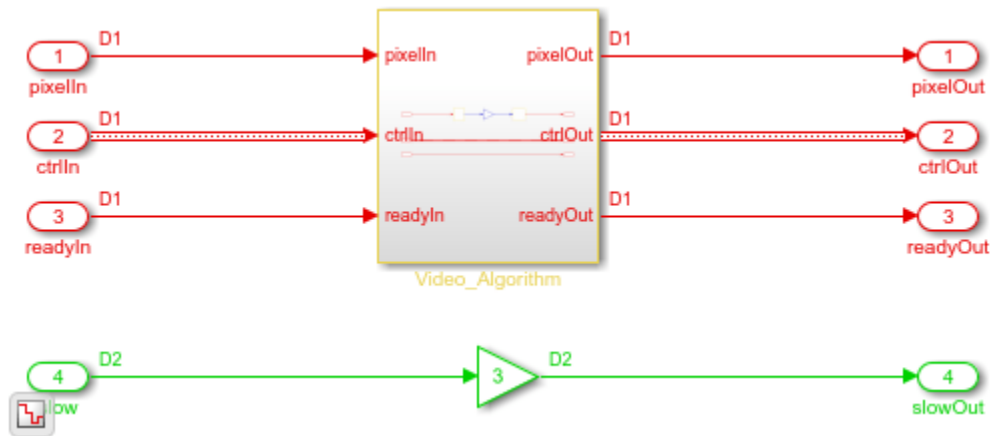 D1 D1
1 pixelIn pixelOut 1
pixelIn pixelOut
D1 D1
2 ctrlIn ctrlOut 2
ctrlIn ctrlOut
D1 D1
3 readyIn readyOut 3
readyIn readyOut
Video_Algorithm
D2 D2
4 3 4
low slowOut